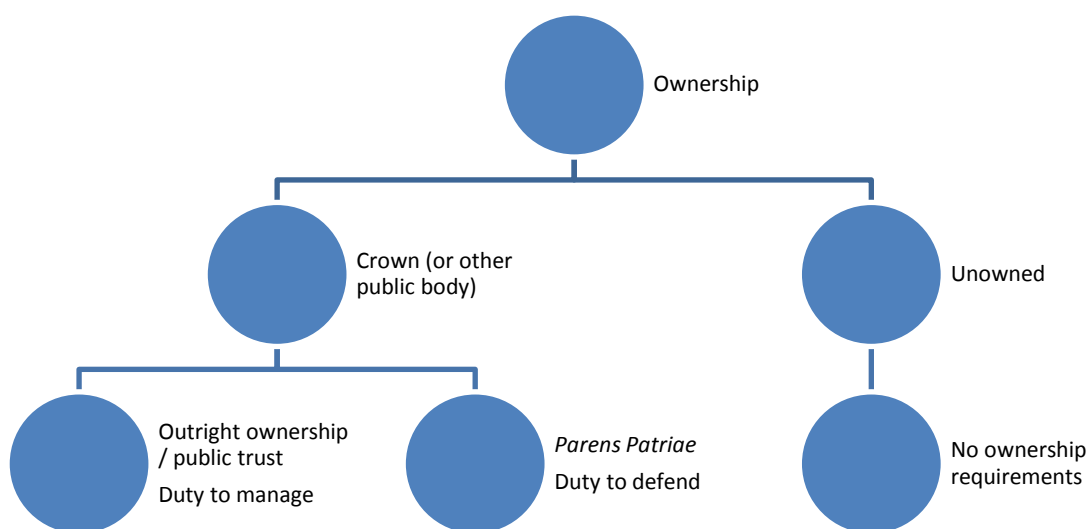 Ownership
Crown (or other
public body)
Unowned
Outright ownership
/ public trust
Duty to manage
Parens Patriae
Duty to defend
No ownership
requirements